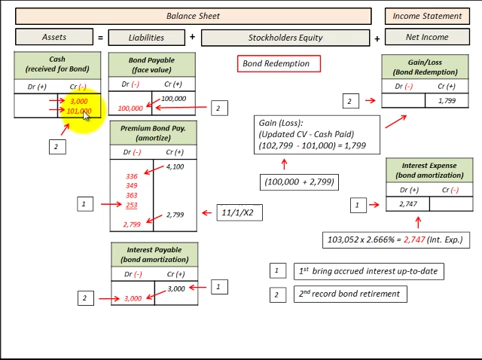 Balance Sheet
Income Statement
Assets = Liabilities + Stockholders Equity + Net Income
Cash
(received for Bond)
Dr (+) Cr (-)
3,000
101,000
2
Bond Payable
(face value)
Dr (-) Cr (+)
100,000
100,000
2
Bond Redemption
Gain/Loss
(Bond Redemption)
Dr (-) Cr (+)
2
1,799
Gain (Loss):
(Updated CV - Cash Paid)
(102,799 - 101,000) = 1,799
(100,000 + 2,799)
Premium Bond Pay.
(amortize)
Dr (-) Cr (+)
4,100
336
349
363
1
253
2,799
2,799
11/1/X2
Interest Expense
(bond amortization)
Dr (+) Cr (-)
1
2,747
103,052 x 2.666% = 2,747 (Int. Exp.)
Interest Payable
(bond amortization)
Dr (-) Cr (+)
3,000
1
2
3,000
1 1st bring accrued interest up-to-date
2 2nd record bond retirement